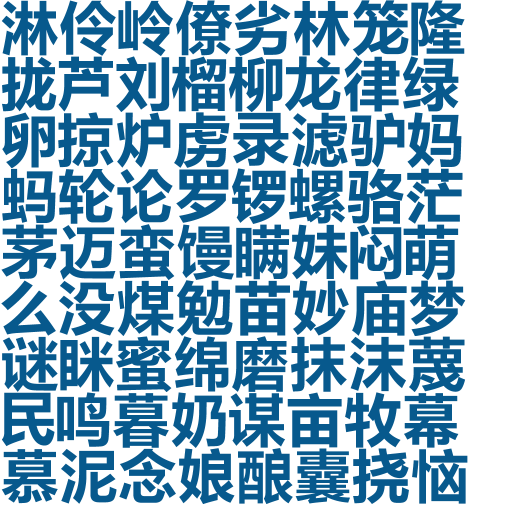 淋伶岭僚劣林笼隆
拢芦刘榴柳龙律绿
卵掠炉虏录滤驴妈
蚂轮论罗锣螺骆茫
茅迈蛮馒瞒妹闷萌
么没煤勉苗妙庙梦
谜眯蜜绵磨抹沫蔑
民鸣暮奶谋亩牧幕
慕泥念娘酿囊挠恼